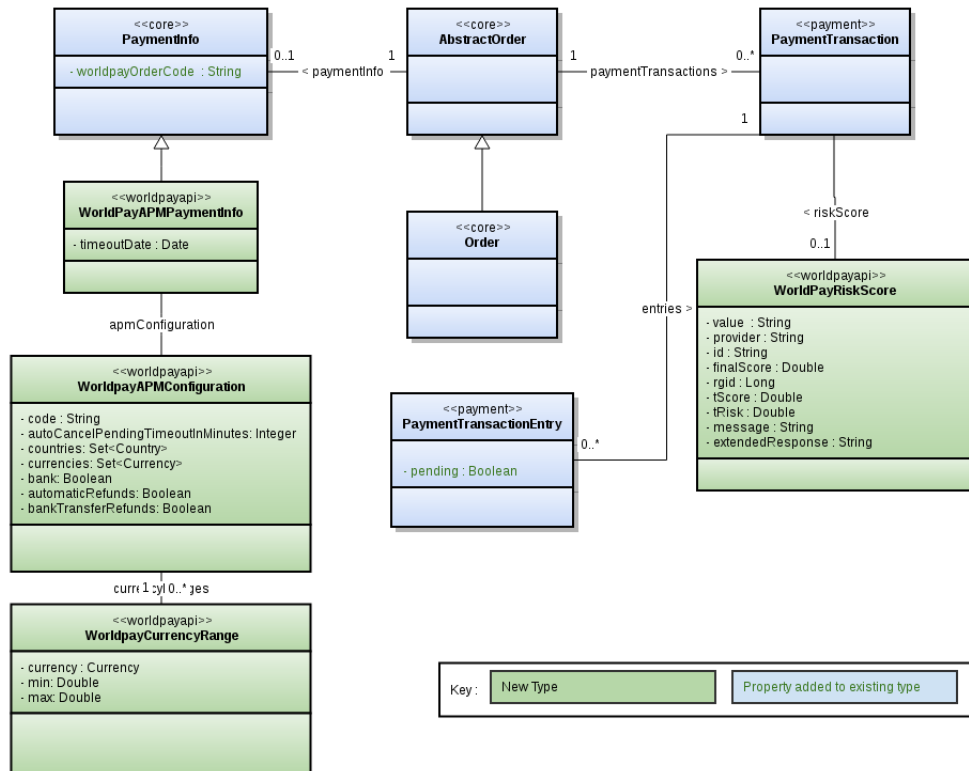 <<core>>
PaymentInfo
- worldpayOrderCode : String
0..1
1
< paymentInfo
<<core>>
AbstractOrder
1
0..*
paymentTransactions >
<<payment>>
PaymentTransaction
1
<<worldpayapi>>
WorldPayAPMPaymentInfo
- timeoutDate : Date
<<core>>
Order
< riskScore
0..1
<<worldpayapi>>
WorldPayRiskScore
- value : String
- provider : String
- id : String
- finalScore : Double
- rgid : Long
- tScore : Double
- tRisk : Double
- message : String
- extendedResponse : String
entries >
apmConfiguration
<<worldpayapi>>
WorldpayAPMConfiguration
- code : String
- autoCancelPendingTimeoutInMinutes: Integer
- countries: Set<Country>
- currencies: Set<Currency>
- bank: Boolean
- automaticRefunds: Boolean
- bankTransferRefunds: Boolean
<<payment>>
PaymentTransactionEntry
- pending : Boolean
0..*
1
0..*
<<worldpayapi>>
WorldpayCurrencyRange
- currency : Currency
- min: Double
- max: Double
Key :
New Type
Property added to existing type